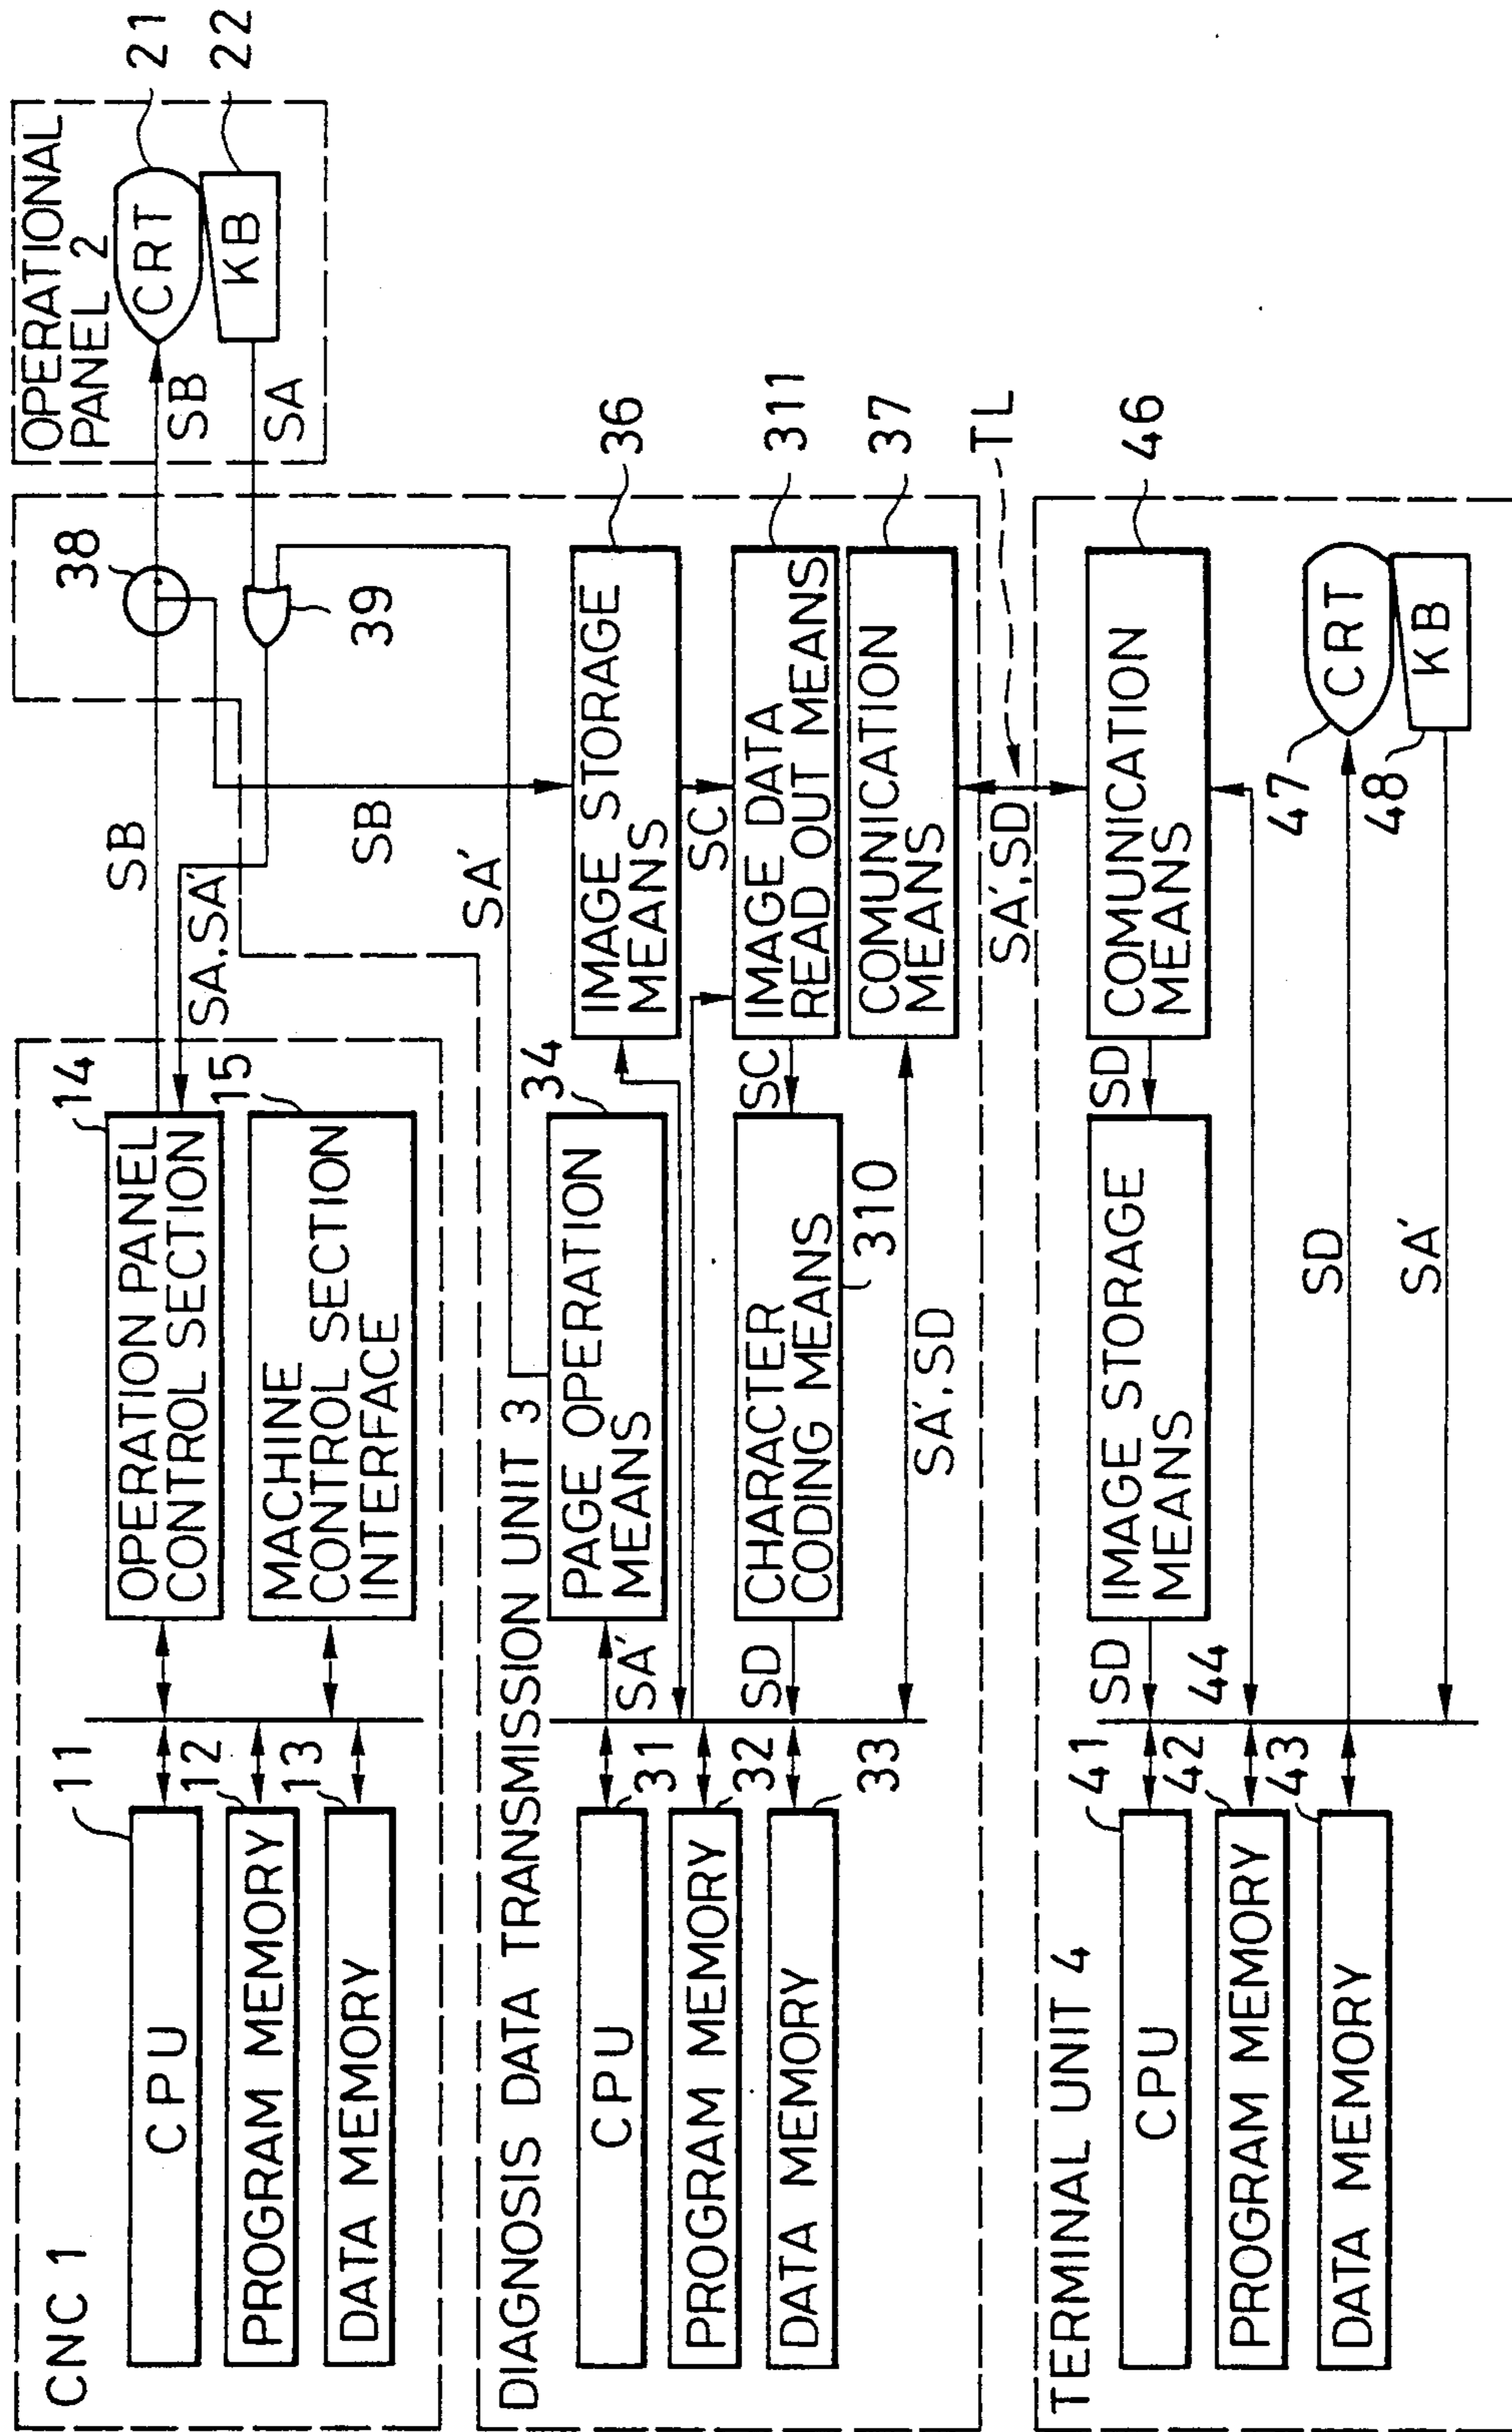 CNC 1
11
CPU
12
PROGRAM MEMORY
13
DATA MEMORY
14
OPERATION PANEL
CONTROL SECTION
15
MACHINE
CONTROL SECTION
INTERFACE
SB
SA,SA'
38
39
SB
OPERATIONAL
PANEL 2
SB
CRT
21
SA
KB
22
DIAGNOSIS DATA TRANSMISSION UNIT 3
CPU
31
PROGRAM MEMORY
32
DATA MEMORY
33
SA'
34
PAGE OPERATION
MEANS
SA'
SD
CHARACTER
CODING MEANS
310
SC
IMAGE STORAGE
MEANS
36
SC
IMAGE DATA
READ OUT MEANS
311
COMUNICATION
MEANS
37
SA',SD
SA',SD
TL
TERMINAL UNIT 4
41
CPU
42
PROGRAM MEMORY
43
DATA MEMORY
44
SD
IMAGE STORAGE
MEANS
SD
COMUNICATION
MEANS
46
SD
47
CRT
SA'
48
KB